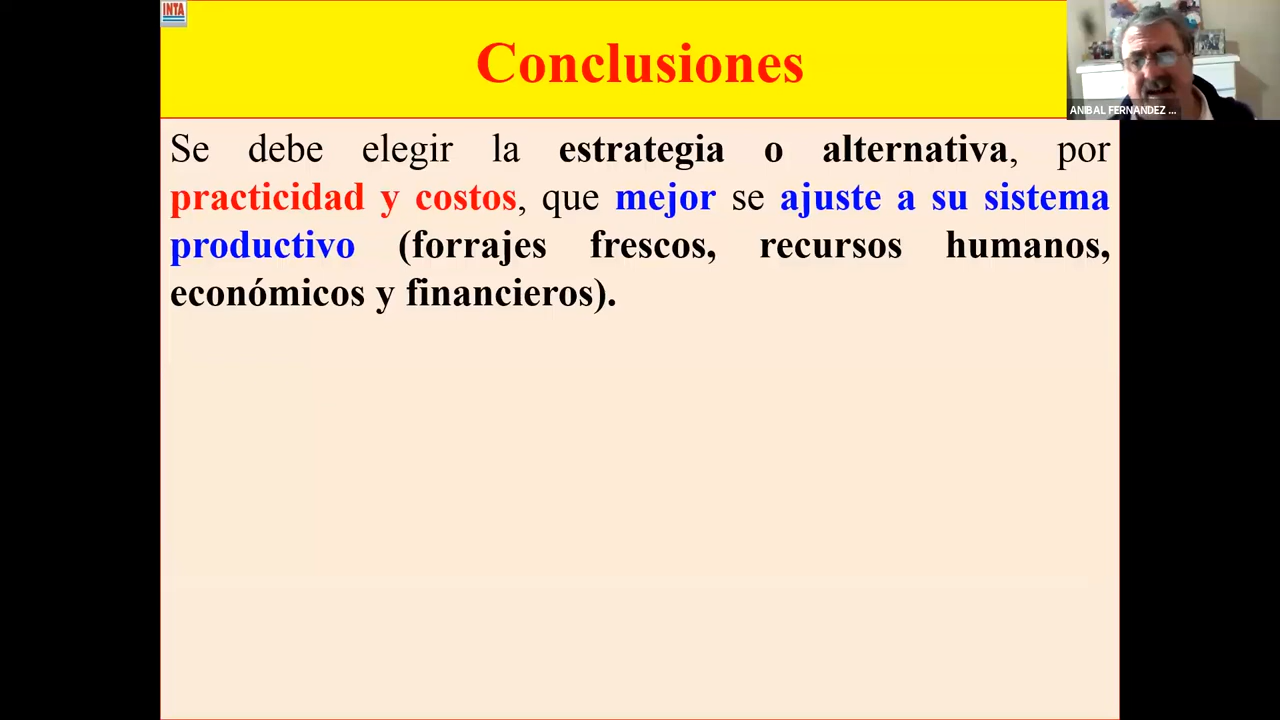 INTA
Conclusiones
ANIBAL FERNANDEZ ...
Se debe elegir la estrategia o alternativa, por
practicidad y costos, que mejor se ajuste a su sistema
productivo (forrajes frescos, recursos humanos,
económicos y financieros).